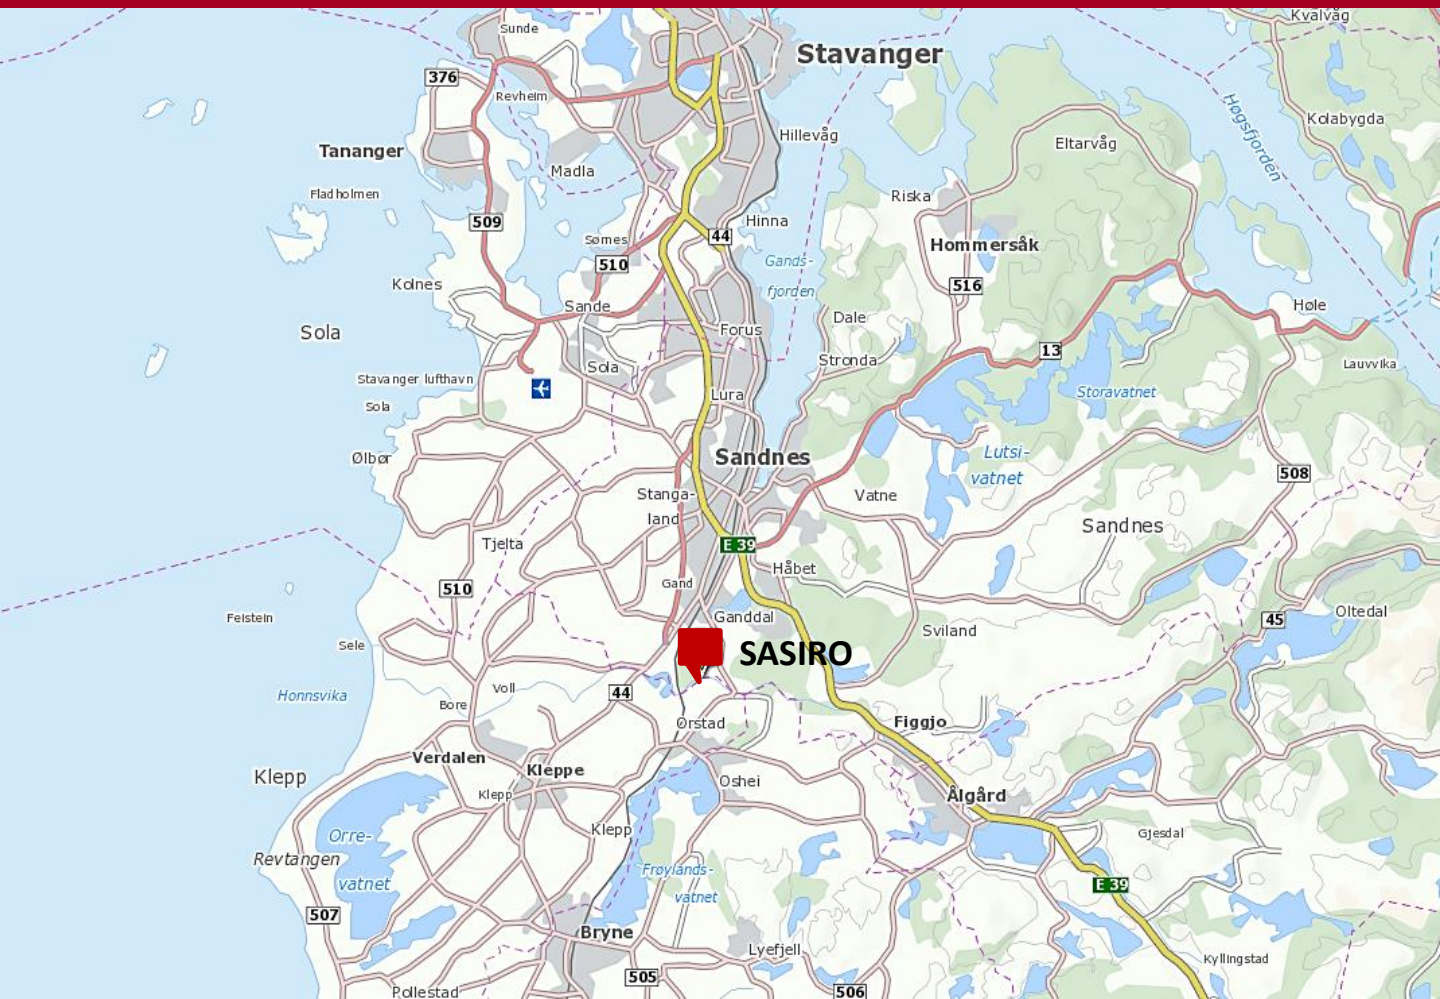 Kvalvåg
Sunde
Stavanger
376
Revheim
Høgsfjorden
Kolabygda
Hillevåg
Eltarvåg
Tananger
Madla
Fladholmen
Riska
509
Hinna
Sømes
44
Hommersåk
510
Gands-
fjorden
Kolnes
516
Sande
Høle
Dale
Sola
Forus
13
Stronda
Lauvvika
Sola
Stavanger lufthavn
Storavatnet
Lura
Sola
Ølbør
Sandnes
Lutsi-
vatnet
508
Stanga-
land
Vatne
Sandnes
Tjelta
E 39
Håbet
Gand
510
Feistein
Ganddal
Oltedal
45
Sviland
Sele
SASIRO
Voll
44
Honnsvika
Bore
Orstad
Figgjo
Verdalen
Kleppe
Klepp
Oshei
Klepp
Ålgård
Klepp
Orre-
vatnet
Gjesdal
Revtangen
Frøylands-
vatnet
E 39
507
Bryne
Lyefjell
Kyllingstad
505
Pollestad
506